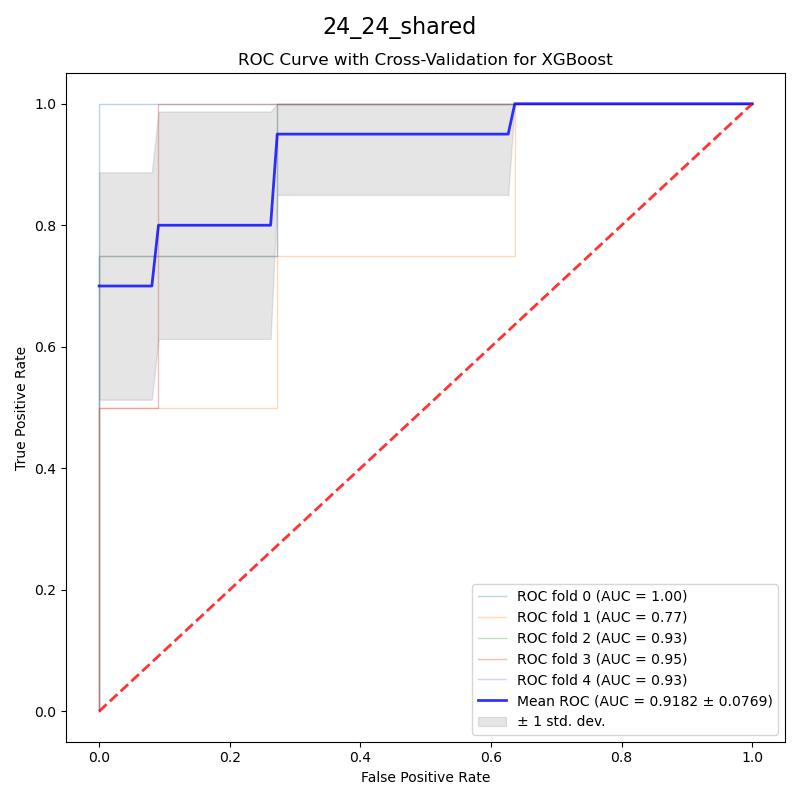 24_24_shared
ROC Curve with Cross-Validation for XGBoost
True Positive Rate
1.0
0.8
0.6
0.4
0.2
0.0
0.0 0.2 0.4 0.6 0.8 1.0
False Positive Rate
ROC fold 0 (AUC = 1.00)
ROC fold 1 (AUC = 0.77)
ROC fold 2 (AUC = 0.93)
ROC fold 3 (AUC = 0.95)
ROC fold 4 (AUC = 0.93)
Mean ROC (AUC = 0.9182 ± 0.0769)
± 1 std. dev.